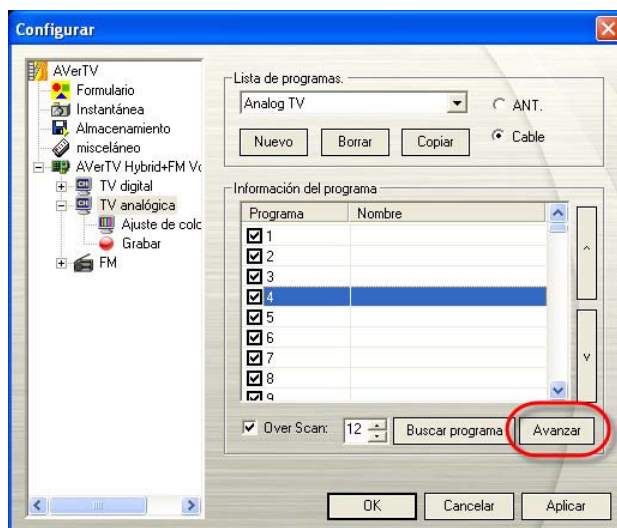 Configurar
AVerTV
Formulario
Instantánea
Almacenamiento
misceláneo
AVerTV Hybrid+FM Vo
TV digital
TV analógica
Ajuste de colc
Grabar
FM
Lista de programas.
Analog TV
ANT.
Cable
Nuevo
Borrar
Copiar
Información del programa
Programa Nombre
1
2
3
4
5
6
7
8
9
Over Scan: 12 Buscar programa Avanzar
OK Cancelar Aplicar